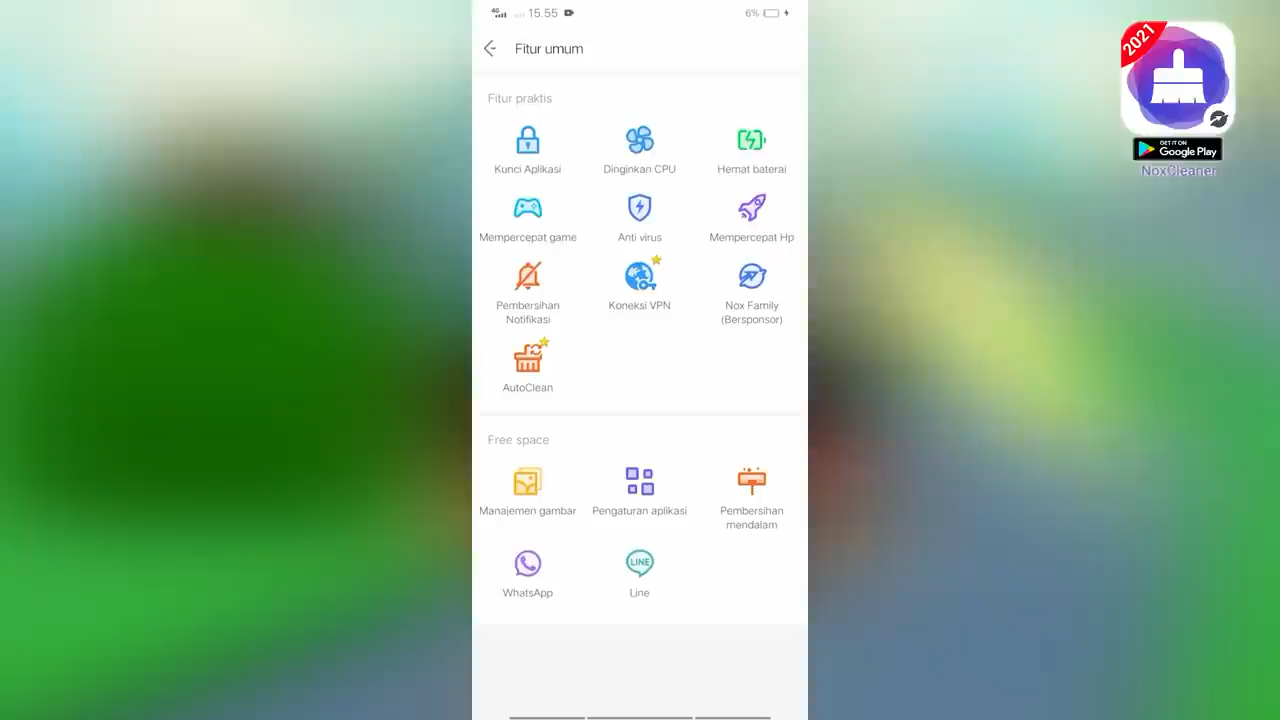 4G 15.55 6%
Fitur umum
Fitur praktis
Kunci Aplikasi Dinginkan CPU Hemat baterai
Mempercepat game Anti virus Mempercepat Hp
Pembersihan Notifikasi Koneksi VPN Nox Family (Bersponsor)
AutoClean
Free space
Manajemen gambar Pengaturan aplikasi Pembersihan mendalam
LINE
WhatsApp Line
2021
GET IT ON
Google Play
NoxCleaner